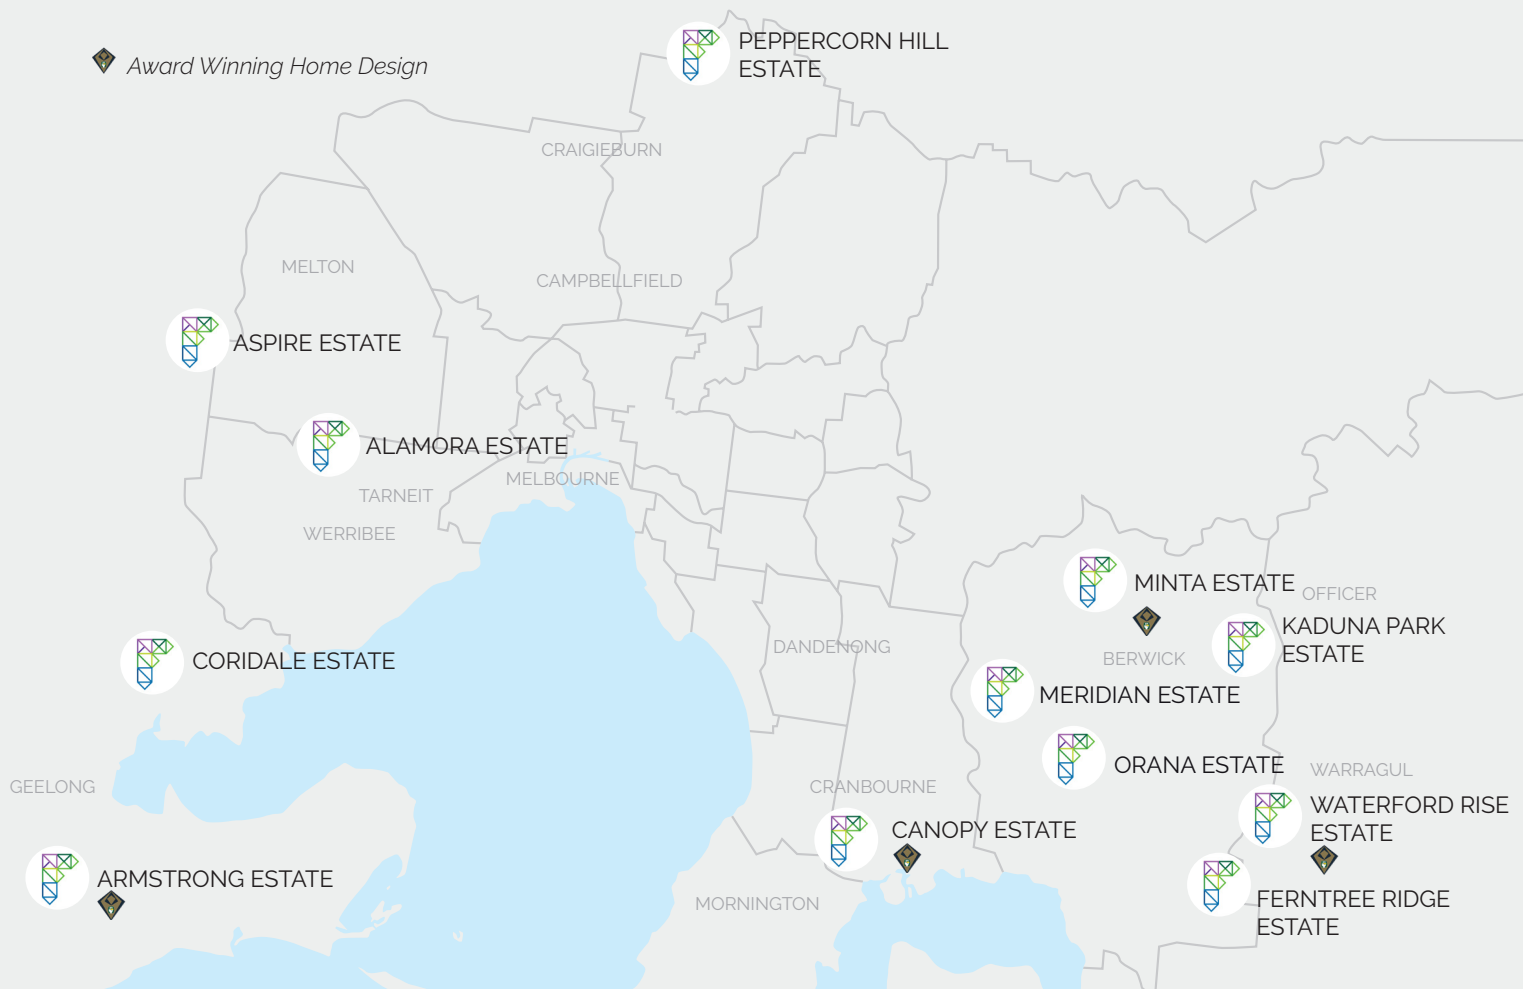 PEPPERCORN HILL
ESTATE
Award Winning Home Design
CRAIGIEBURN
MELTON
CAMPBELLFIELD
ASPIRE ESTATE
ALAMORA ESTATE
MELBOURNE
TARNEIT
WERRIBEE
MINTA ESTATE
OFFICER
KADUNA PARK
ESTATE
DANDENONG
BERWICK
CORIDALE ESTATE
MERIDIAN ESTATE
ORANA ESTATE
WARRAGUL
GEELONG
CRANBOURNE
WATERFORD RISE
ESTATE
CANOPY ESTATE
ARMSTRONG ESTATE
MORNINGTON
FERNTREE RIDGE
ESTATE